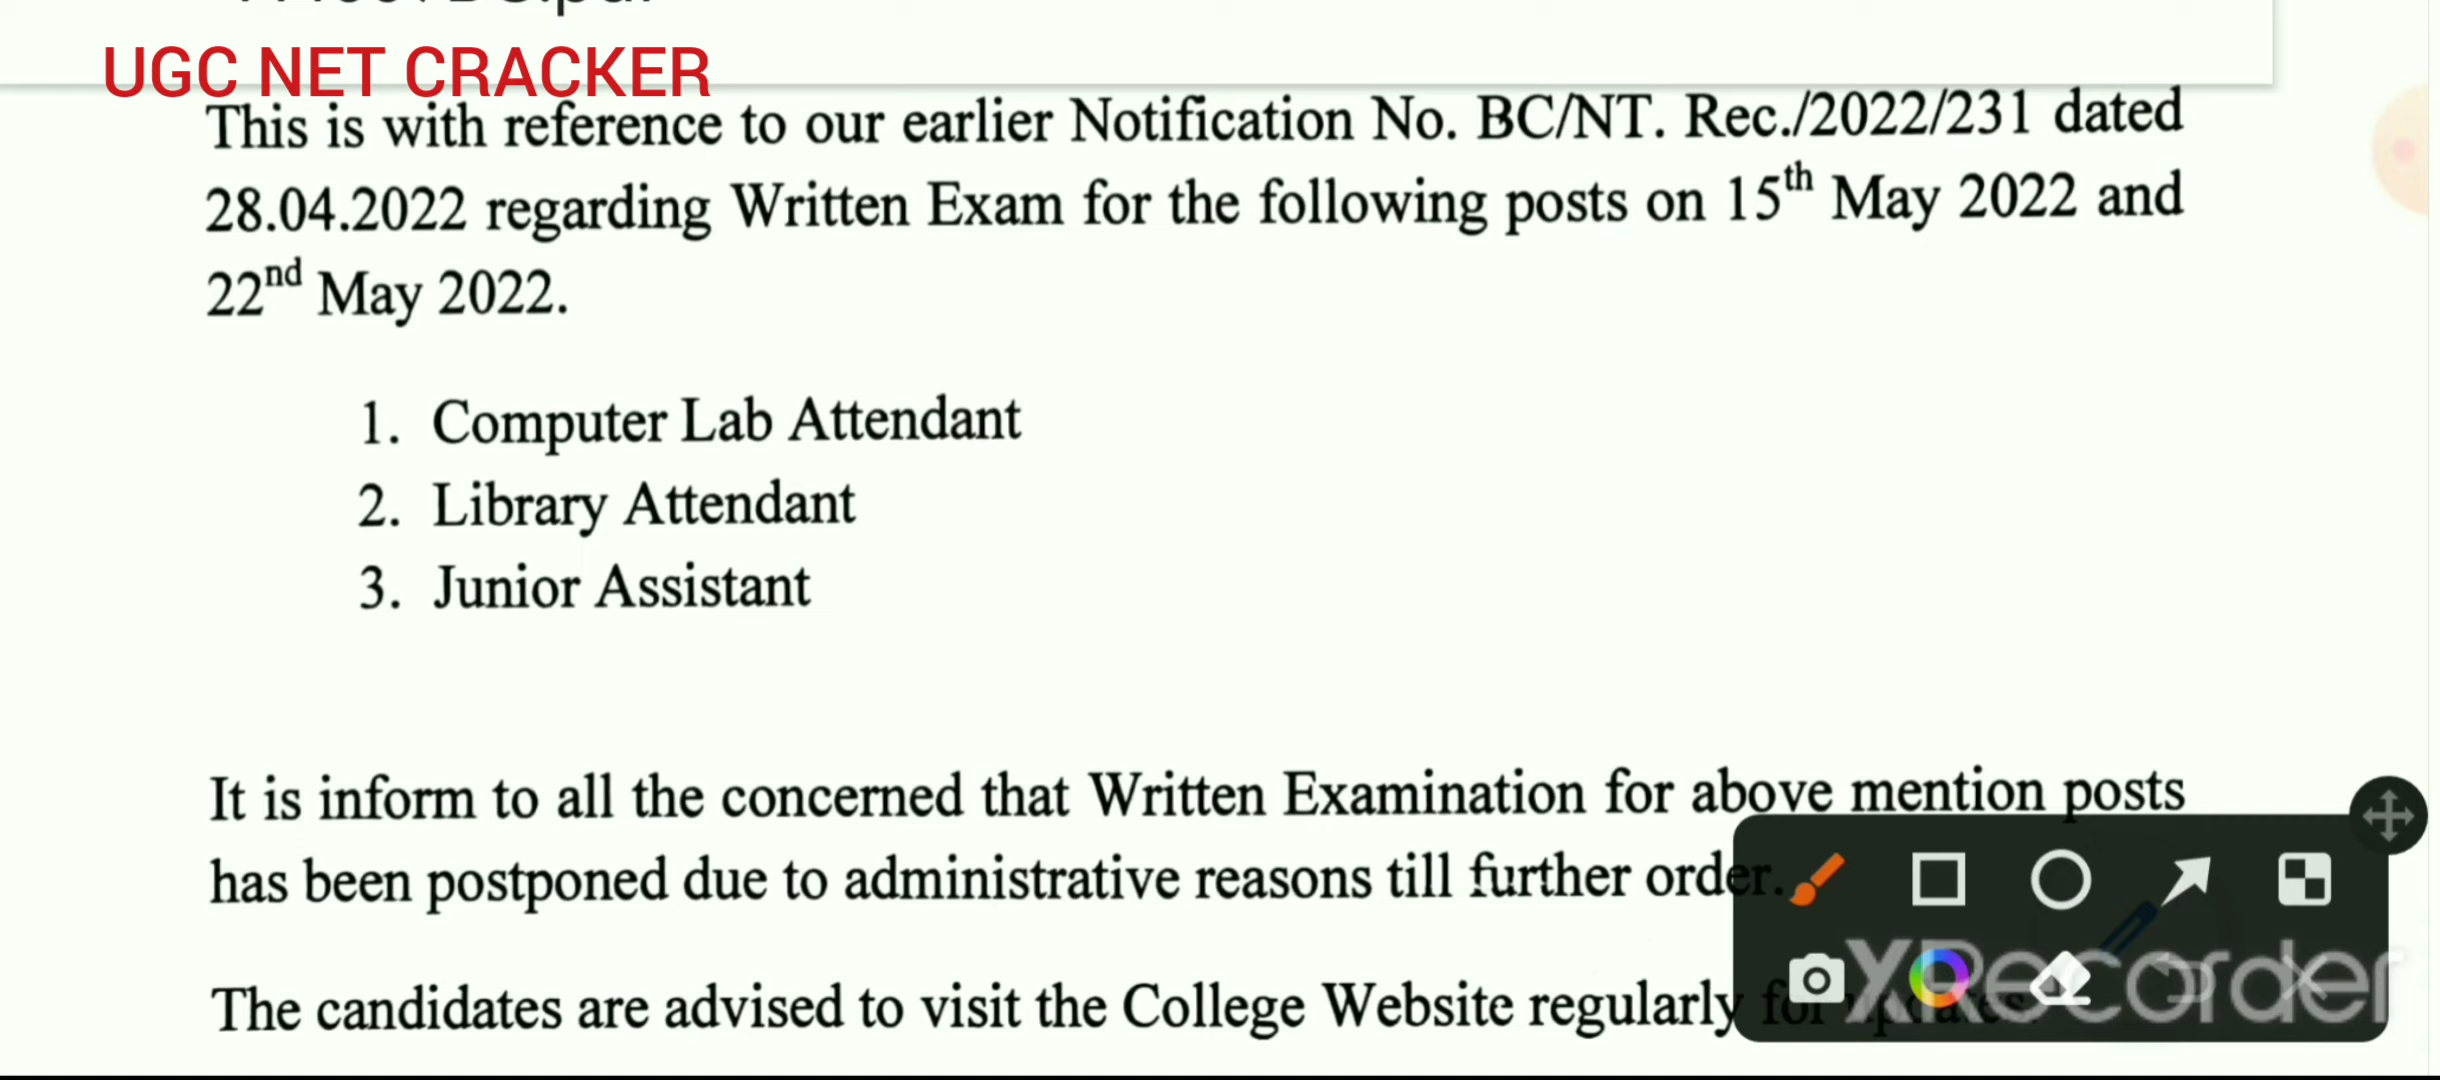 UGC NET CRACKER
This is with reference to our earlier Notification No. BC/NT. Rec./2022/231 dated
28.04.2022 regarding Written Exam for the following posts on 15th May 2022 and
22nd May 2022.
1. Computer Lab Attendant
2. Library Attendant
3. Junior Assistant
It is inform to all the concerned that Written Examination for above mention posts
has been postponed due to administrative reasons till further order.
The candidates are advised to visit the College Website regularly for
XRecorder